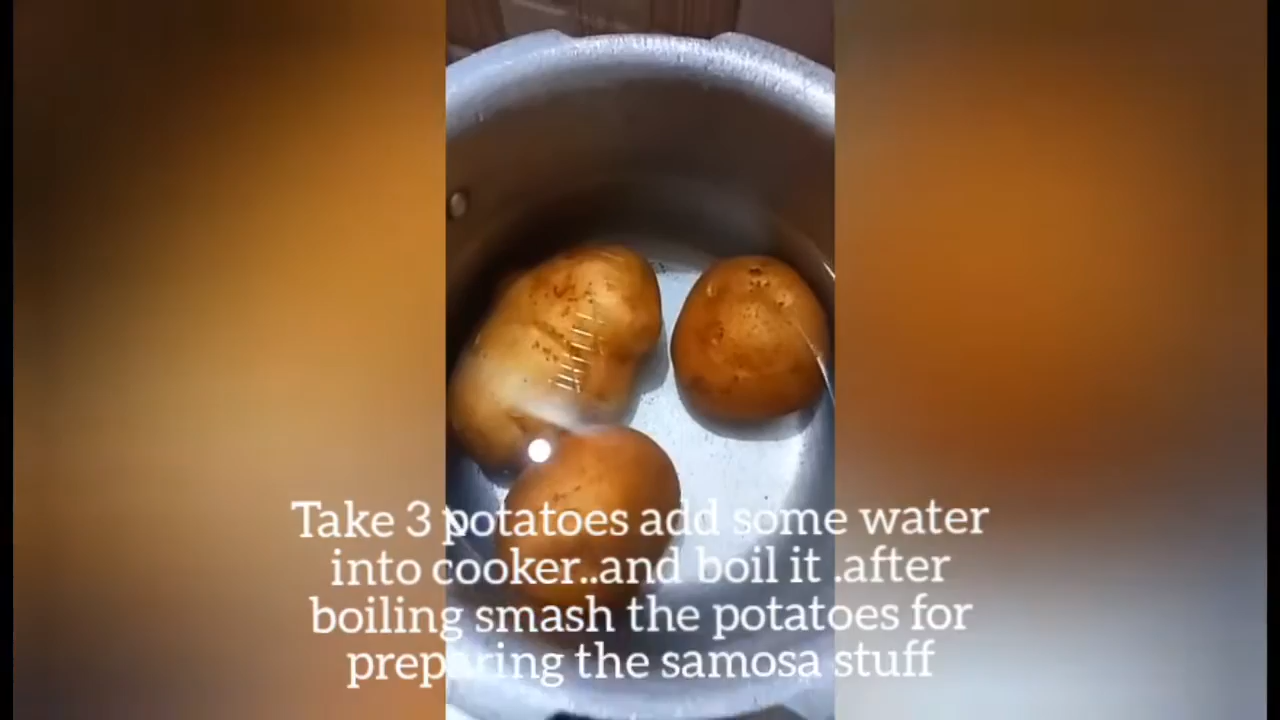 Take 3 potatoes add some water
into cooker..and boil it .after
boiling smash the potatoes for
preparing the samosa stuff